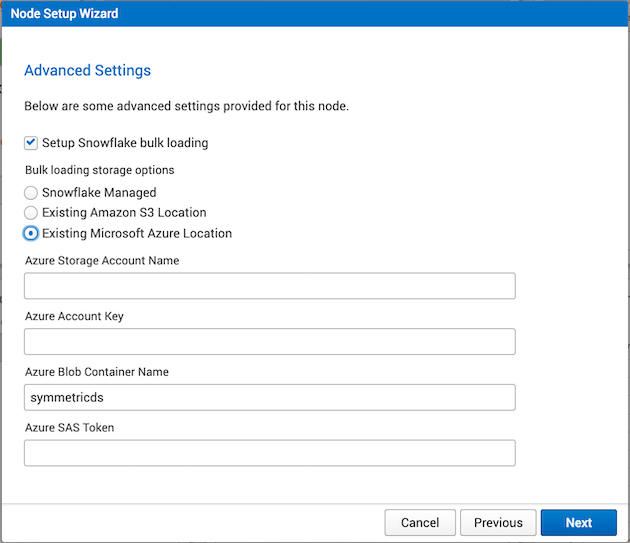 Node Setup Wizard
Advanced Settings
Below are some advanced settings provided for this node.
Setup Snowflake bulk loading
Bulk loading storage options
Snowflake Managed
Existing Amazon S3 Location
Existing Microsoft Azure Location
Azure Storage Account Name
Azure Account Key
Azure Blob Container Name
symmetricds
Azure SAS Token
Cancel Previous Next